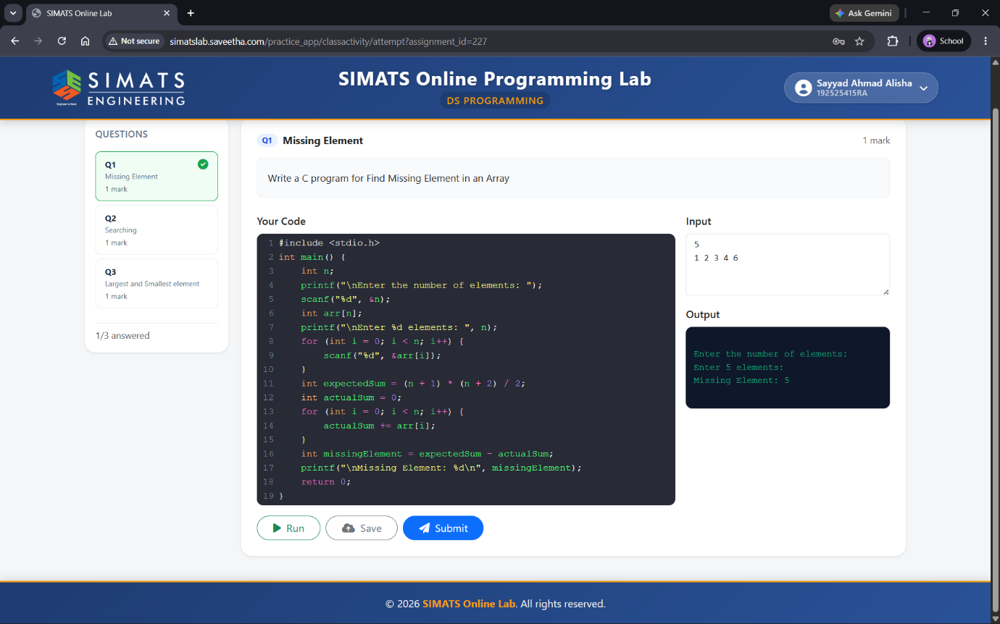 SIMATS Online Lab
Ask Gemini
Not secure
simatslab.saveetha.com/practice_app/classactivity/attempt?assignment_id=227
School
SIMATS
ENGINEERING
Engineer to Excel
SIMATS Online Programming Lab
DS PROGRAMMING
Sayyad Ahmad Alisha
192525415RA
QUESTIONS
Q1
Missing Element
1 mark
Q2
Searching
1 mark
Q3
Largest and Smallest element
1 mark
1/3 answered
Q1 Missing Element
1 mark
Write a C program for Find Missing Element in an Array
Your Code
1 #include <stdio.h>
2 int main() {
3     int n;
4     printf("\nEnter the number of elements: ");
5     scanf("%d", &n);
6     int arr[n];
7     printf("\nEnter %d elements: ", n);
8     for (int i = 0; i < n; i++) {
9         scanf("%d", &arr[i]);
10     }
11     int expectedSum = (n + 1) * (n + 2) / 2;
12     int actualSum = 0;
13     for (int i = 0; i < n; i++) {
14         actualSum += arr[i];
15     }
16     int missingElement = expectedSum - actualSum;
17     printf("\nMissing Element: %d\n", missingElement);
18     return 0;
19 }
Run
Save
Submit
Input
5
1 2 3 4 6
Output
Enter the number of elements:
Enter 5 elements:
Missing Element: 5
© 2026 SIMATS Online Lab. All rights reserved.